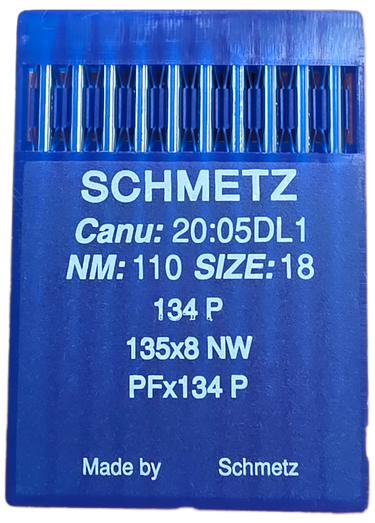 SCHMETZ
Canu: 20:05DL1
NM: 110 SIZE: 18
134 P
135x8 NW
PFx134 P
Made by Schmetz